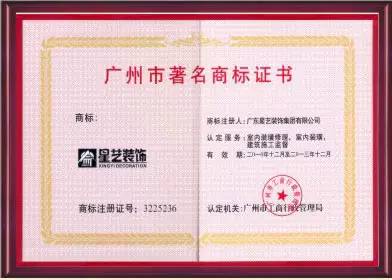 广州市著名商标证书
商标：
星艺装饰
XINGYI DECORATION
商标注册证号：3225236
商标注册人：广东星艺装饰集团有限公司
认定服务：室内装璜修理、室内装璜、
建筑施工监督
有效期：二〇一〇年十二月至二〇一三年十二月
认定机关：广州市工商行政管理局